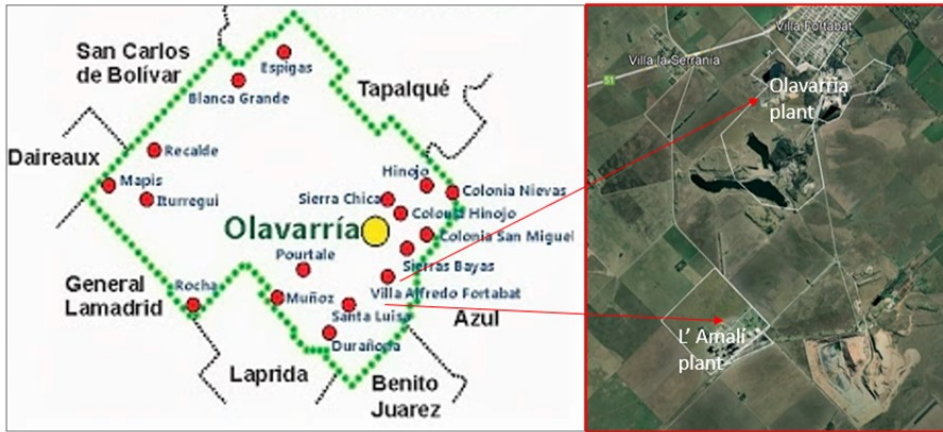 San Carlos
de Bolívar
Espigas
Blanca Grande
Tapalqué
Daireaux
Recalde
Mapis
Iturregui
Hinojo
Sierra Chica
Colonia Nievas
Colonia Hinojo
Olavarría
Colonia San Miguel
Pourtale
Sierras Bayas
General
Lamadrid
Rocha
Muñoz
Villa Alfredo Fortabat
Santa Luisa
Azul
Durañona
Laprida
Benito
Juarez
Villa Fortabat
Villa la Serranía
51
Olavarria
plant
L' Amalí
plant